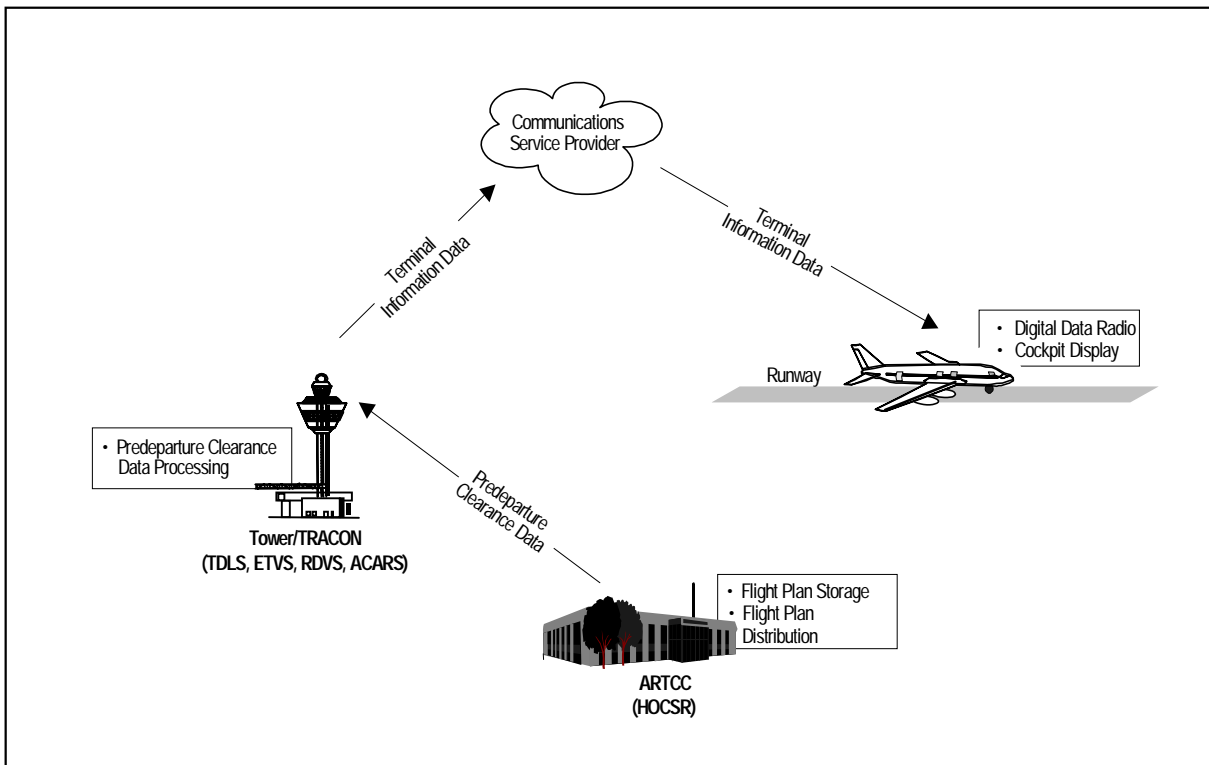 Communications
Service Provider
Terminal
Information Data
Terminal
Information Data
• Digital Data Radio
• Cockpit Display
Runway
• Predeparture Clearance
Data Processing
Predeparture
Clearance Data
Tower/TRACON
(TDLS, ETVS, RDVS, ACARS)
• Flight Plan Storage
• Flight Plan
Distribution
ARTCC
(HOCSR)